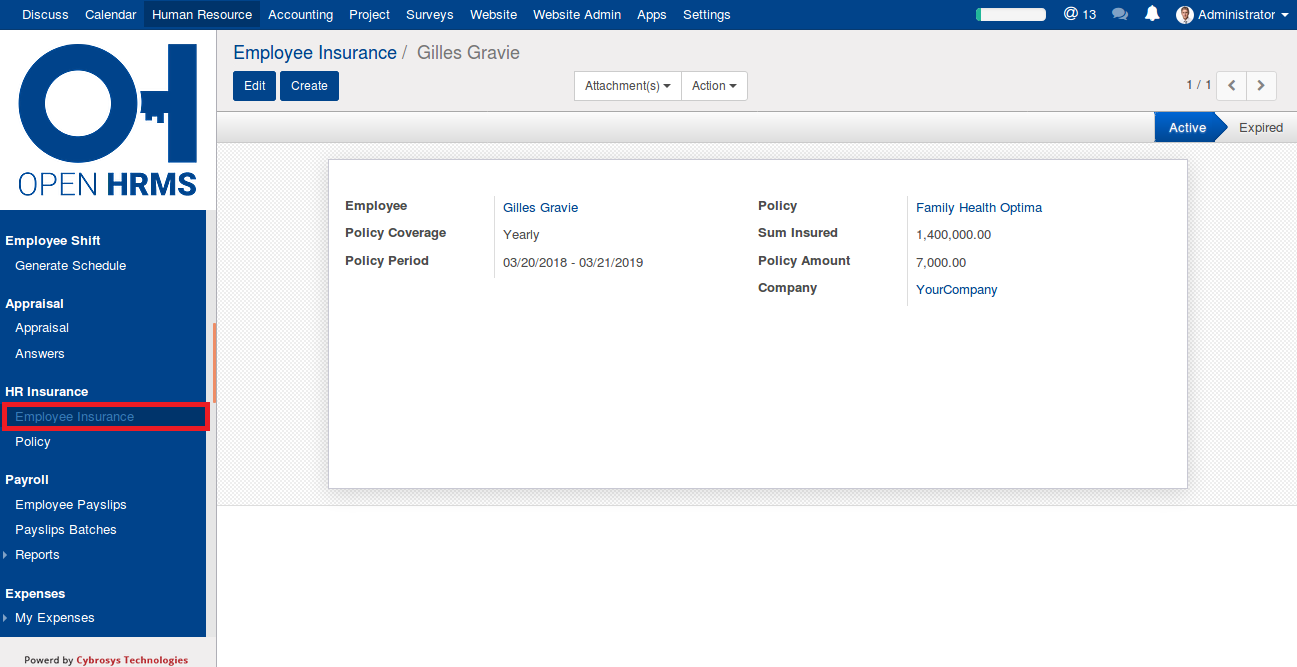 Discuss Calendar Human Resource Accounting Project Surveys Website Website Admin Apps Settings @ 13 Administrator
OPEN HRMS
Employee Insurance / Gilles Gravie
Edit Create Attachment(s) Action 1 / 1
Active Expired
Employee Gilles Gravie Policy Family Health Optima
Policy Coverage Yearly Sum Insured 1,400,000.00
Policy Period 03/20/2018 - 03/21/2019 Policy Amount 7,000.00
Company YourCompany
Employee Shift
Generate Schedule
Appraisal
Appraisal
Answers
HR Insurance
Employee Insurance
Policy
Payroll
Employee Payslips
Payslips Batches
Reports
Expenses
My Expenses
Powerd by Cybrosys Technologies